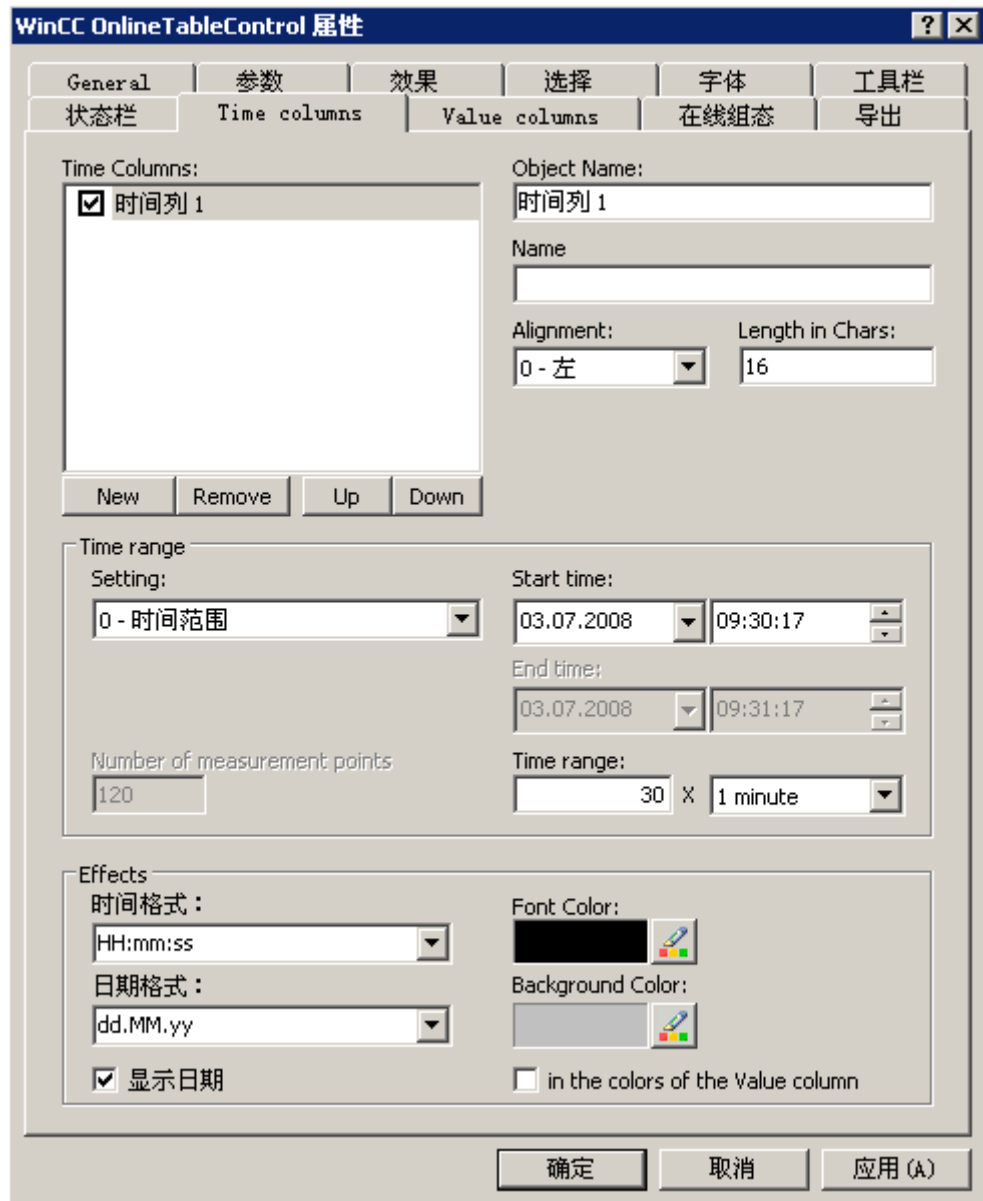 WinCC OnlineTableControl 属性
General 参数 效果 选择 字体 工具栏
状态栏 Time columns Value columns 在线组态 导出
Time Columns:
时间列 1
New Remove Up Down
Object Name:
时间列 1
Name
Alignment: Length in Chars:
0 - 左 16
Time range
Setting:
0 - 时间范围
Start time:
03.07.2008 09:30:17
End time:
03.07.2008 09:31:17
Number of measurement points
120
Time range:
30 X 1 minute
Effects
时间格式：
HH:mm:ss
日期格式：
dd.MM.yy
显示日期
Font Color:
Background Color:
in the colors of the Value column
确定 取消 应用 (A)